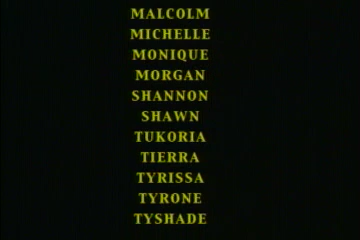 MALCOLM
MICHELLE
MONIQUE
MORGAN
SHANNON
SHAWN
TUKORIA
TIERRA
TYRISSA
TYRONE
TYSHADE